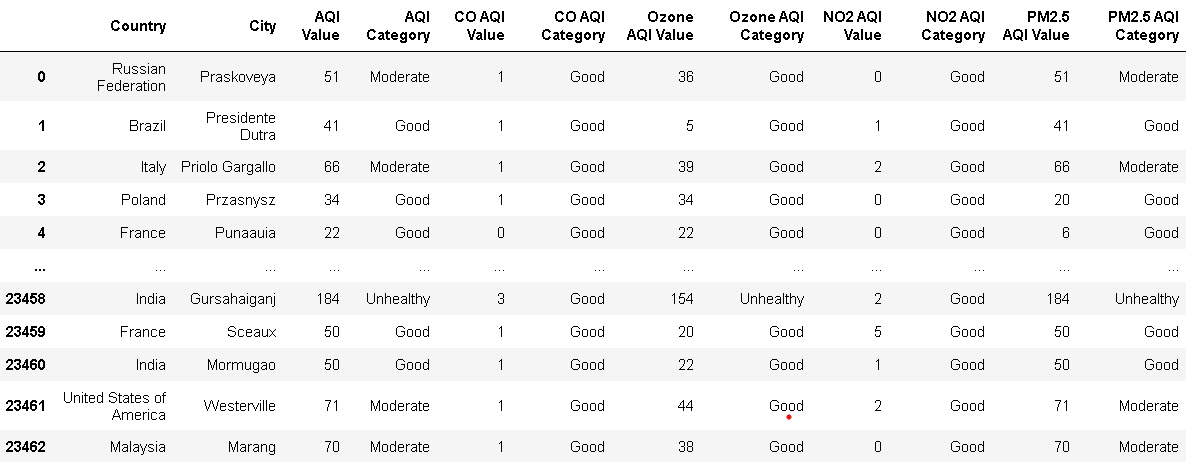 Country City AQI Value AQI Category CO AQI Value CO AQI Category Ozone AQI Value Ozone AQI Category NO2 AQI Value NO2 AQI Category PM2.5 AQI Value PM2.5 AQI Category
0 Russian Federation Praskoveya 51 Moderate 1 Good 36 Good 0 Good 51 Moderate
1 Brazil Presidente Dutra 41 Good 1 Good 5 Good 1 Good 41 Good
2 Italy Priolo Gargallo 66 Moderate 1 Good 39 Good 2 Good 66 Moderate
3 Poland Przasnysz 34 Good 1 Good 34 Good 0 Good 20 Good
4 France Punaauia 22 Good 0 Good 22 Good 0 Good 6 Good
... ... ... ... ... ... ... ... ... ... ... ... ...
23458 India Gursahaiganj 184 Unhealthy 3 Good 154 Unhealthy 2 Good 184 Unhealthy
23459 France Sceaux 50 Good 1 Good 20 Good 5 Good 50 Good
23460 India Mormugao 50 Good 1 Good 22 Good 1 Good 50 Good
23461 United States of America Westerville 71 Moderate 1 Good 44 Good 2 Good 71 Moderate
23462 Malaysia Marang 70 Moderate 1 Good 38 Good 0 Good 70 Moderate